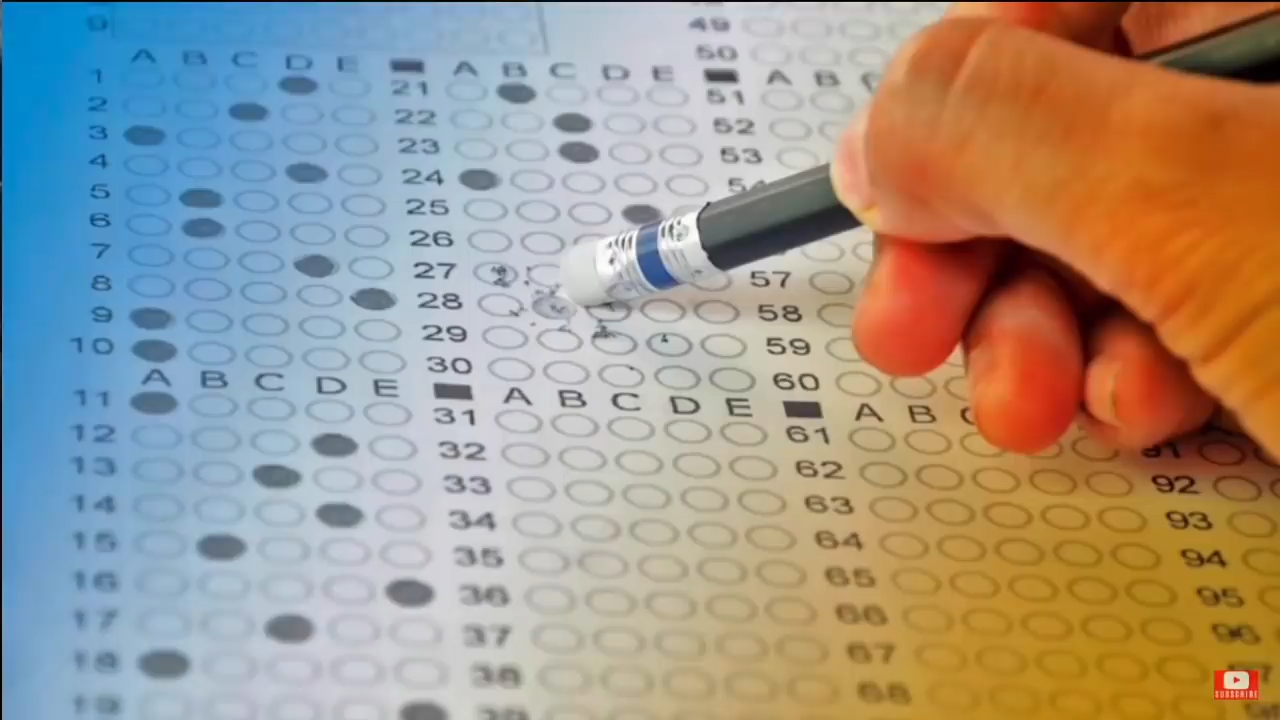 9 49
50
A B C D E A B C D E A B
1 21 51
2 22 52
3 23 53
4 24
5 25
6 26
7 27 57
8 28 58
9 29 59
10 30 60
A B C D E A B C D E A B
11 31 61
12 32 62 92
13 33 63 93
14 34 64 94
15 35 65 95
16 36 66 96
17 37 67
18 38 68
19 39
SUBSCRIBE